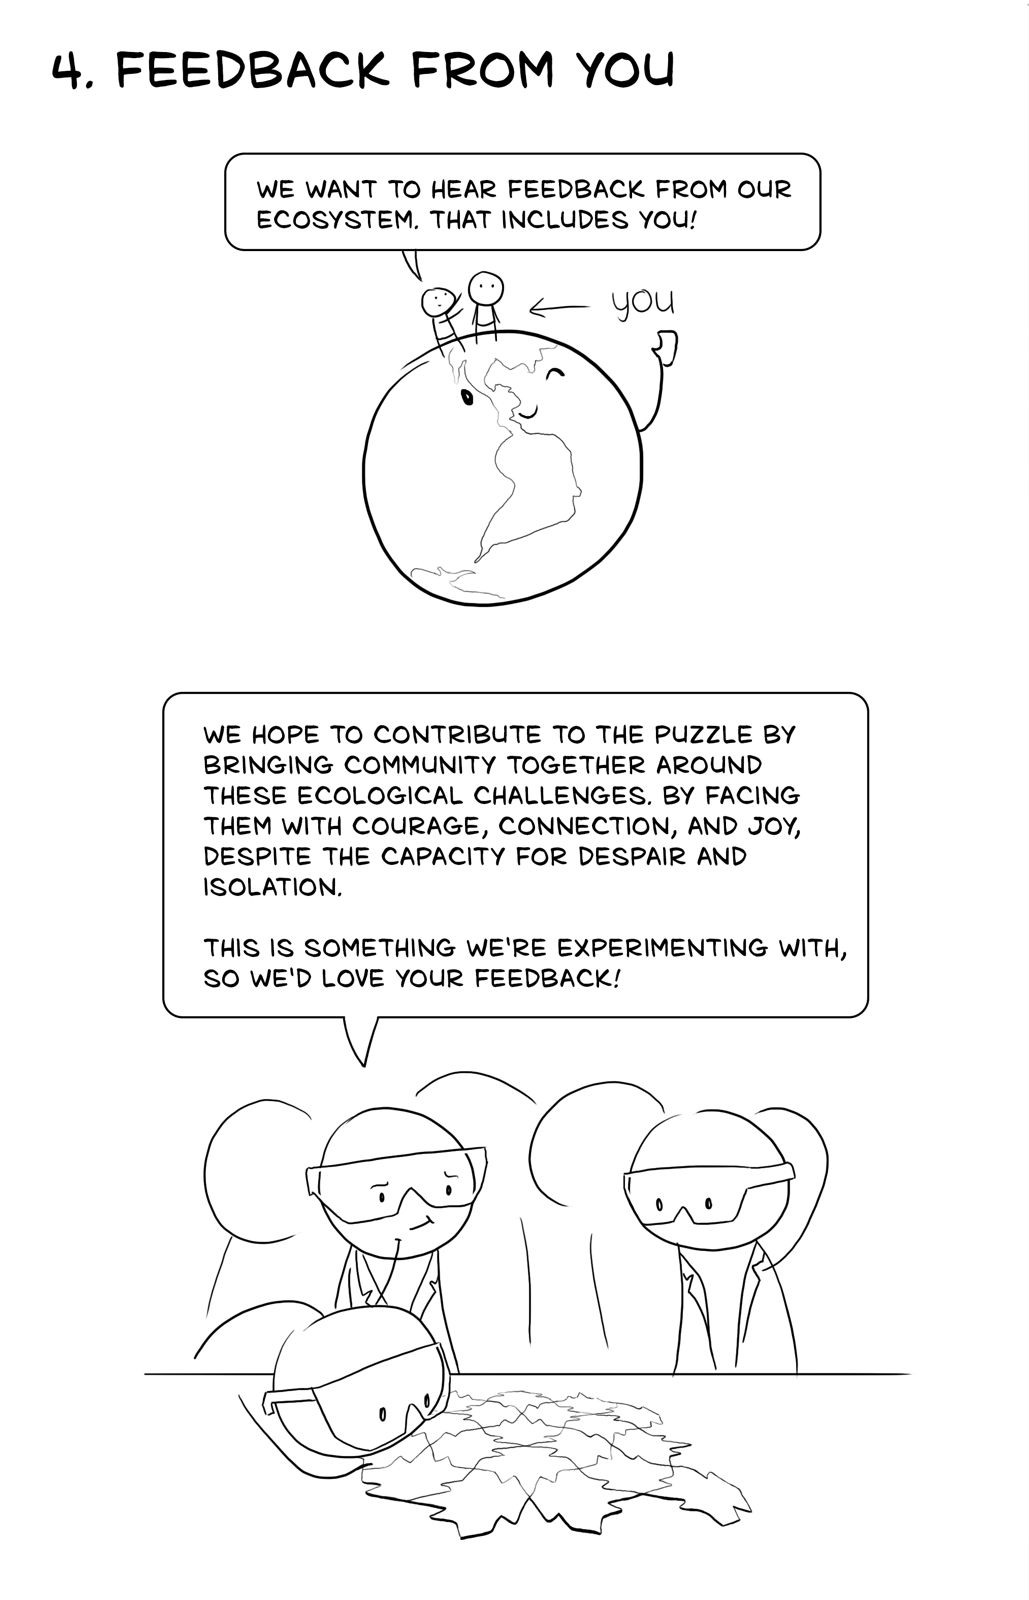 4. FEEDBACK FROM YOU
WE WANT TO HEAR FEEDBACK FROM OUR
ECOSYSTEM. THAT INCLUDES YOU!
you
WE HOPE TO CONTRIBUTE TO THE PUZZLE BY
BRINGING COMMUNITY TOGETHER AROUND
THESE ECOLOGICAL CHALLENGES. BY FACING
THEM WITH COURAGE, CONNECTION, AND JOY,
DESPITE THE CAPACITY FOR DESPAIR AND
ISOLATION.
THIS IS SOMETHING WE'RE EXPERIMENTING WITH,
SO WE'D LOVE YOUR FEEDBACK!